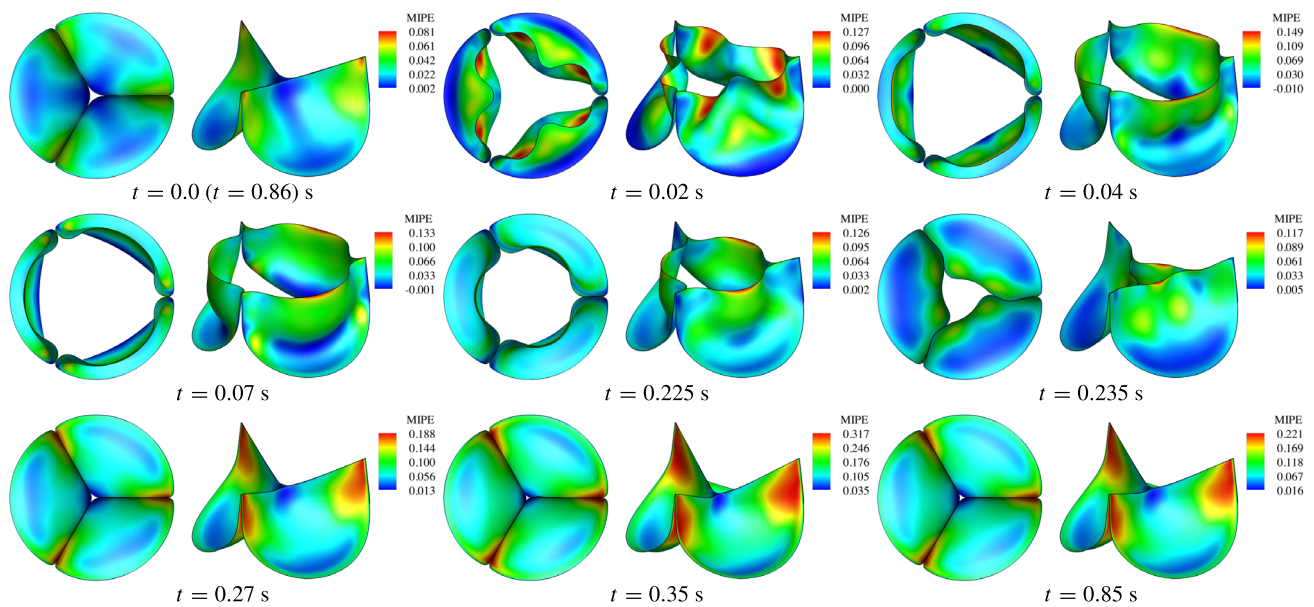 MIPE
0.081
0.061
0.042
0.022
0.002
t = 0.0 (t = 0.86) s
MIPE
0.127
0.096
0.064
0.030
0.000
t = 0.02 s
MIPE
0.149
0.109
0.069
0.030
-0.010
t = 0.04 s
MIPE
0.133
0.100
0.066
0.033
-0.001
t = 0.07 s
MIPE
0.126
0.095
0.064
0.033
0.002
t = 0.225 s
MIPE
0.117
0.089
0.061
0.033
0.005
t = 0.235 s
MIPE
0.188
0.144
0.100
0.056
0.013
t = 0.27 s
MIPE
0.317
0.246
0.176
0.105
0.035
t = 0.35 s
MIPE
0.221
0.169
0.118
0.067
0.016
t = 0.85 s